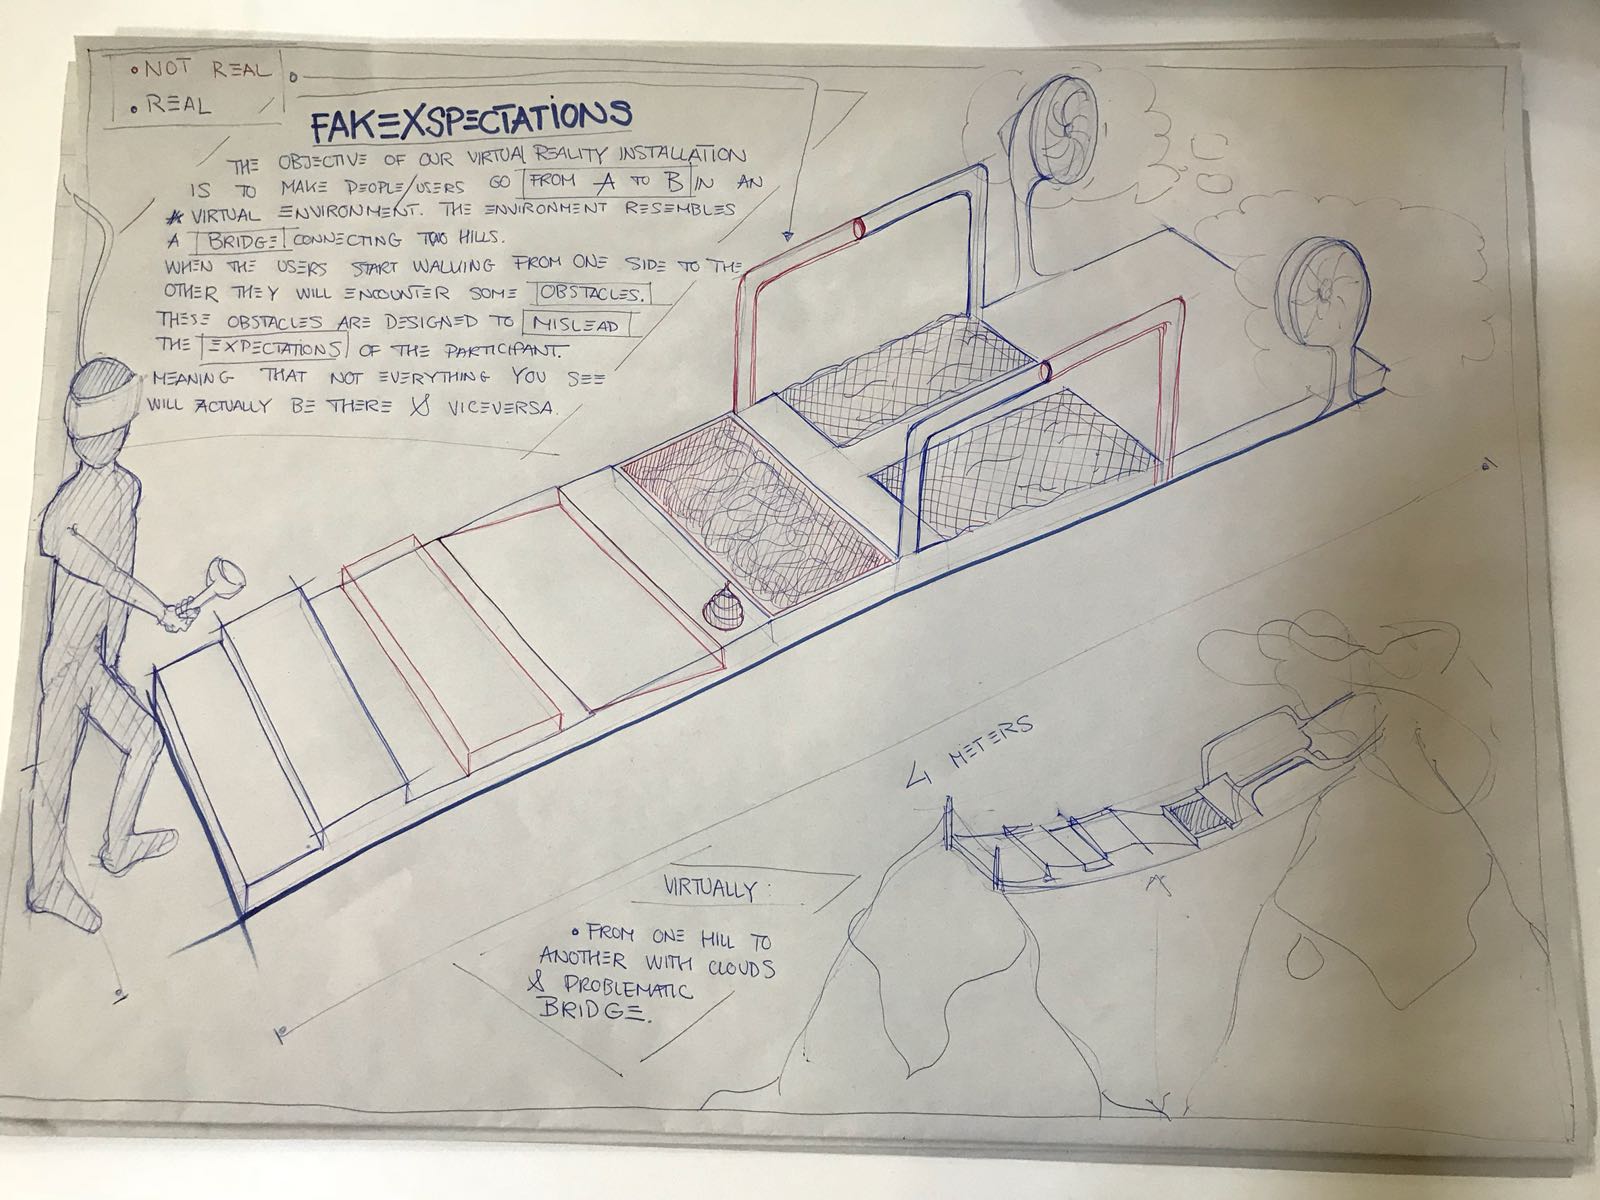 • NOT REAL
• REAL
FAKEXSPECTATIONS
THE OBJECTIVE OF OUR VIRTUAL REALITY INSTALLATION
IS TO MAKE PEOPLE/USERS GO FROM A TO B IN AN
VIRTUAL ENVIRONMENT. THE ENVIRONMENT RESEMBLES
A BRIDGE CONNECTING TWO HILLS.
WHEN THE USERS START WALKING FROM ONE SIDE TO THE
OTHER THEY WILL ENCOUNTER SOME OBSTACLES.
THESE OBSTACLES ARE DESIGNED TO MISLEAD
THE EXPECTATIONS OF THE PARTICIPANT.
MEANING THAT NOT EVERYTHING YOU SEE
WILL ACTUALLY BE THERE & VICEVERSA.
4 METERS
VIRTUALLY:
• FROM ONE HILL TO
ANOTHER WITH CLOUDS
& PROBLEMATIC
BRIDGE.